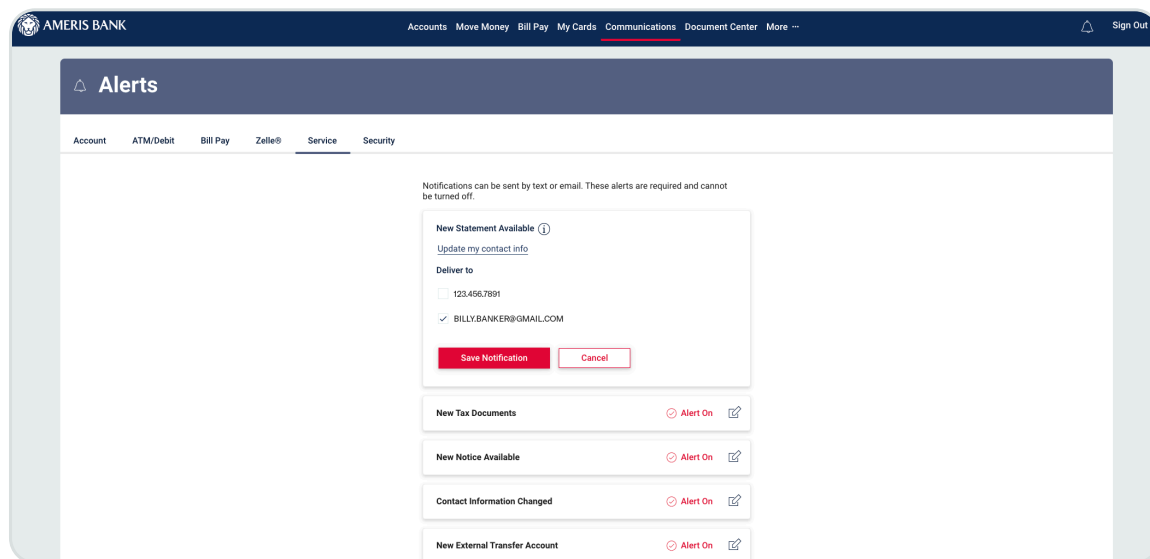 AMERIS BANK
Accounts Move Money Bill Pay My Cards Communications Document Center More ···
Sign Out
Alerts
Account ATM/Debit Bill Pay Zelle® Service Security
Notifications can be sent by text or email. These alerts are required and cannot
be turned off.
New Statement Available
Update my contact info
Deliver to
123.456.7891
BILLY.BANKER@GMAIL.COM
Save Notification Cancel
New Tax Documents Alert On
New Notice Available Alert On
Contact Information Changed Alert On
New External Transfer Account Alert On